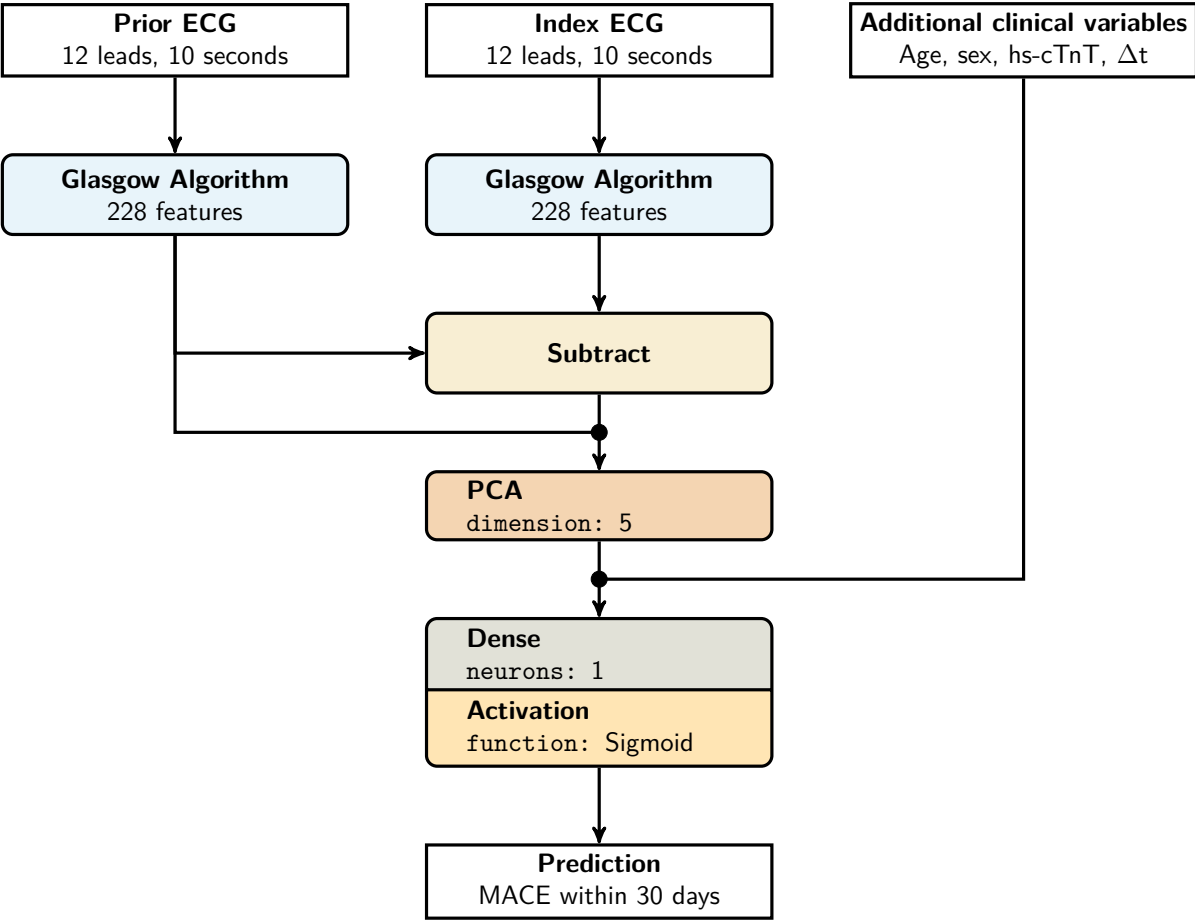 Prior ECG
12 leads, 10 seconds
Index ECG
12 leads, 10 seconds
Additional clinical variables
Age, sex, hs-cTnT, Δt
Glasgow Algorithm
228 features
Glasgow Algorithm
228 features
Subtract
PCA
dimension: 5
Dense
neurons: 1
Activation
function: Sigmoid
Prediction
MACE within 30 days